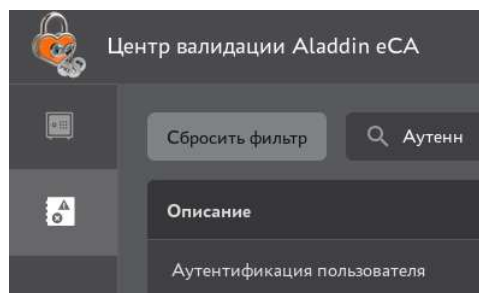 Центр валидации Aladdin eCA
Сбросить фильтр
Аутенн
Описание
Аутентификация пользователя